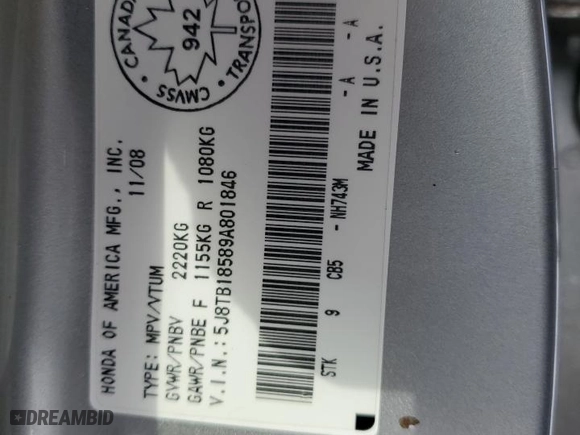 HONDA OF AMERICA MFG., INC.
11/08
TYPE: MPV/VTUM
GVWR/PNBV 2220KG
GAWR/PNBE F 1155KG R 1080KG
V.I.N.: 5J8TB18589A801846
STK 9 CB5 - NH743M - A - A
MADE IN U.S.A.
CANADA
942
TRANSPO
CMVSS
DREAMBID